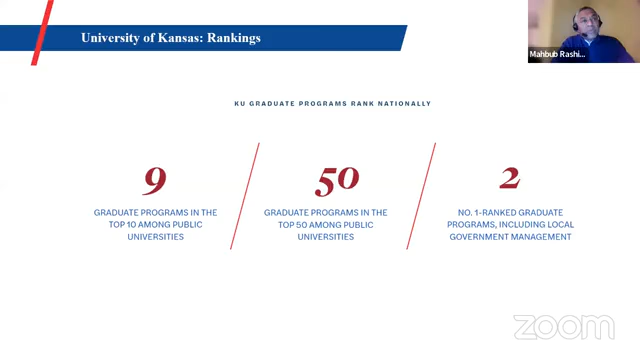 University of Kansas: Rankings
Mahbub Rashi...
KU GRADUATE PROGRAMS RANK NATIONALLY
9
GRADUATE PROGRAMS IN THE
TOP 10 AMONG PUBLIC
UNIVERSITIES
50
GRADUATE PROGRAMS IN THE
TOP 50 AMONG PUBLIC
UNIVERSITIES
2
NO. 1-RANKED GRADUATE
PROGRAMS, INCLUDING LOCAL
GOVERNMENT MANAGEMENT
zoom